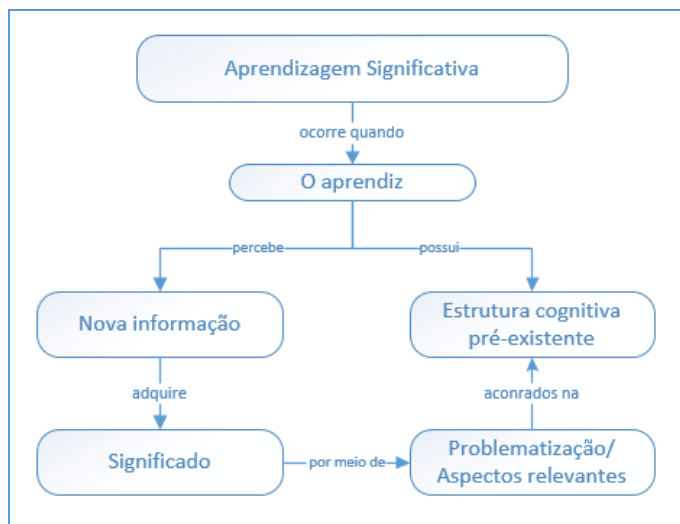 Aprendizagem Significativa
ocorre quando
O aprendiz
percebe
possui
Nova informação
Estrutura cognitiva
pré-existente
adquire
aconrados na
Significado
por meio de
Problematização/
Aspectos relevantes